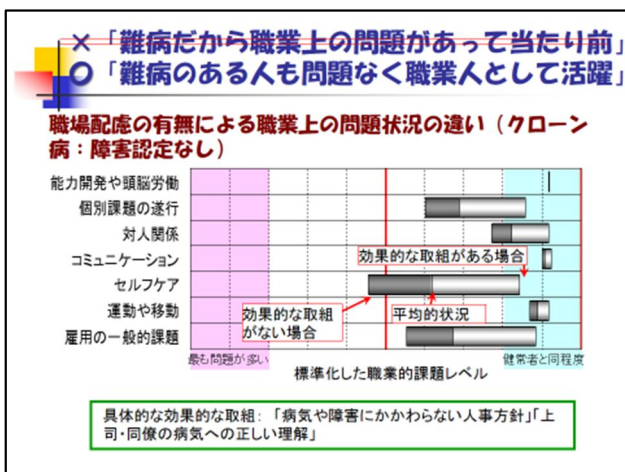 ×「難病だから職業上の問題があって当たり前」
○「難病のある人も問題なく職業人として活躍」
職場配慮の有無による職業上の問題状況の違い（クローン
病：障害認定なし）
能力開発や頭脳労働
個別課題の遂行
対人関係
コミュニケーション
セルフケア
運動や移動
雇用の一般的課題
効果的な取組がある場合
効果的な取組
がない場合
平均的状況
最も問題が多い
健常者と同程度
標準化した職業的課題レベル
具体的な効果的な取組：「病気や障害にかかわらない人事方針」「上
司・同僚の病気への正しい理解」